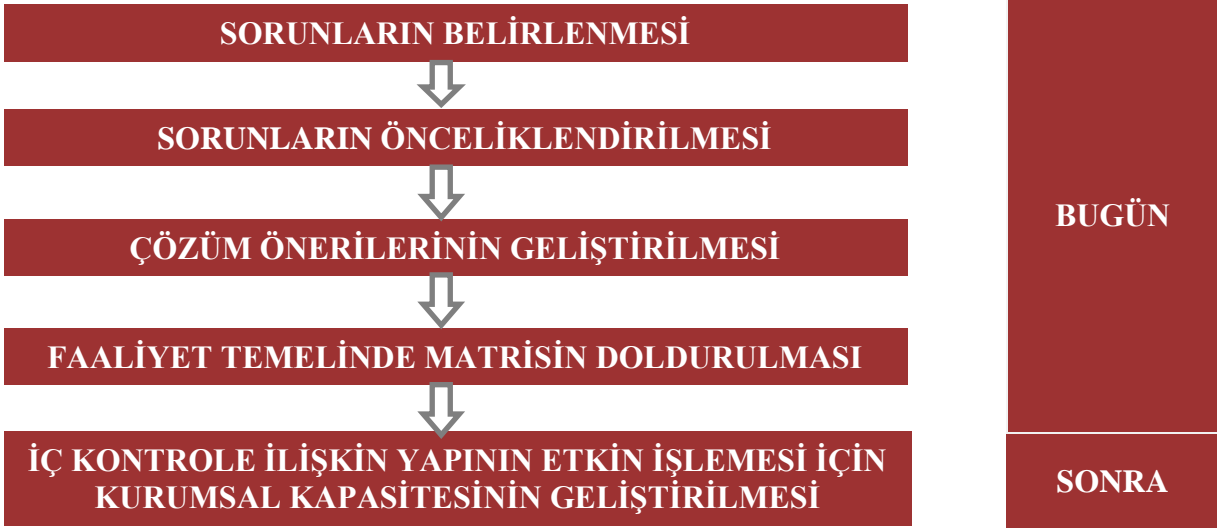 SORUNLARIN BELİRLENMESİ
SORUNLARIN ÖNCELİKLENDİRİLMESİ
ÇÖZÜM ÖNERİLERİNİN GELİŞTİRİLMESİ
FAALİYET TEMELİNDE MATRİSİN DOLDURULMASI
İÇ KONTROLE İLİŞKİN YAPININ ETKİN İŞLEMESİ İÇİN
KURUMSAL KAPASİTESİNİN GELİŞTİRİLMESİ
BUGÜN
SONRA